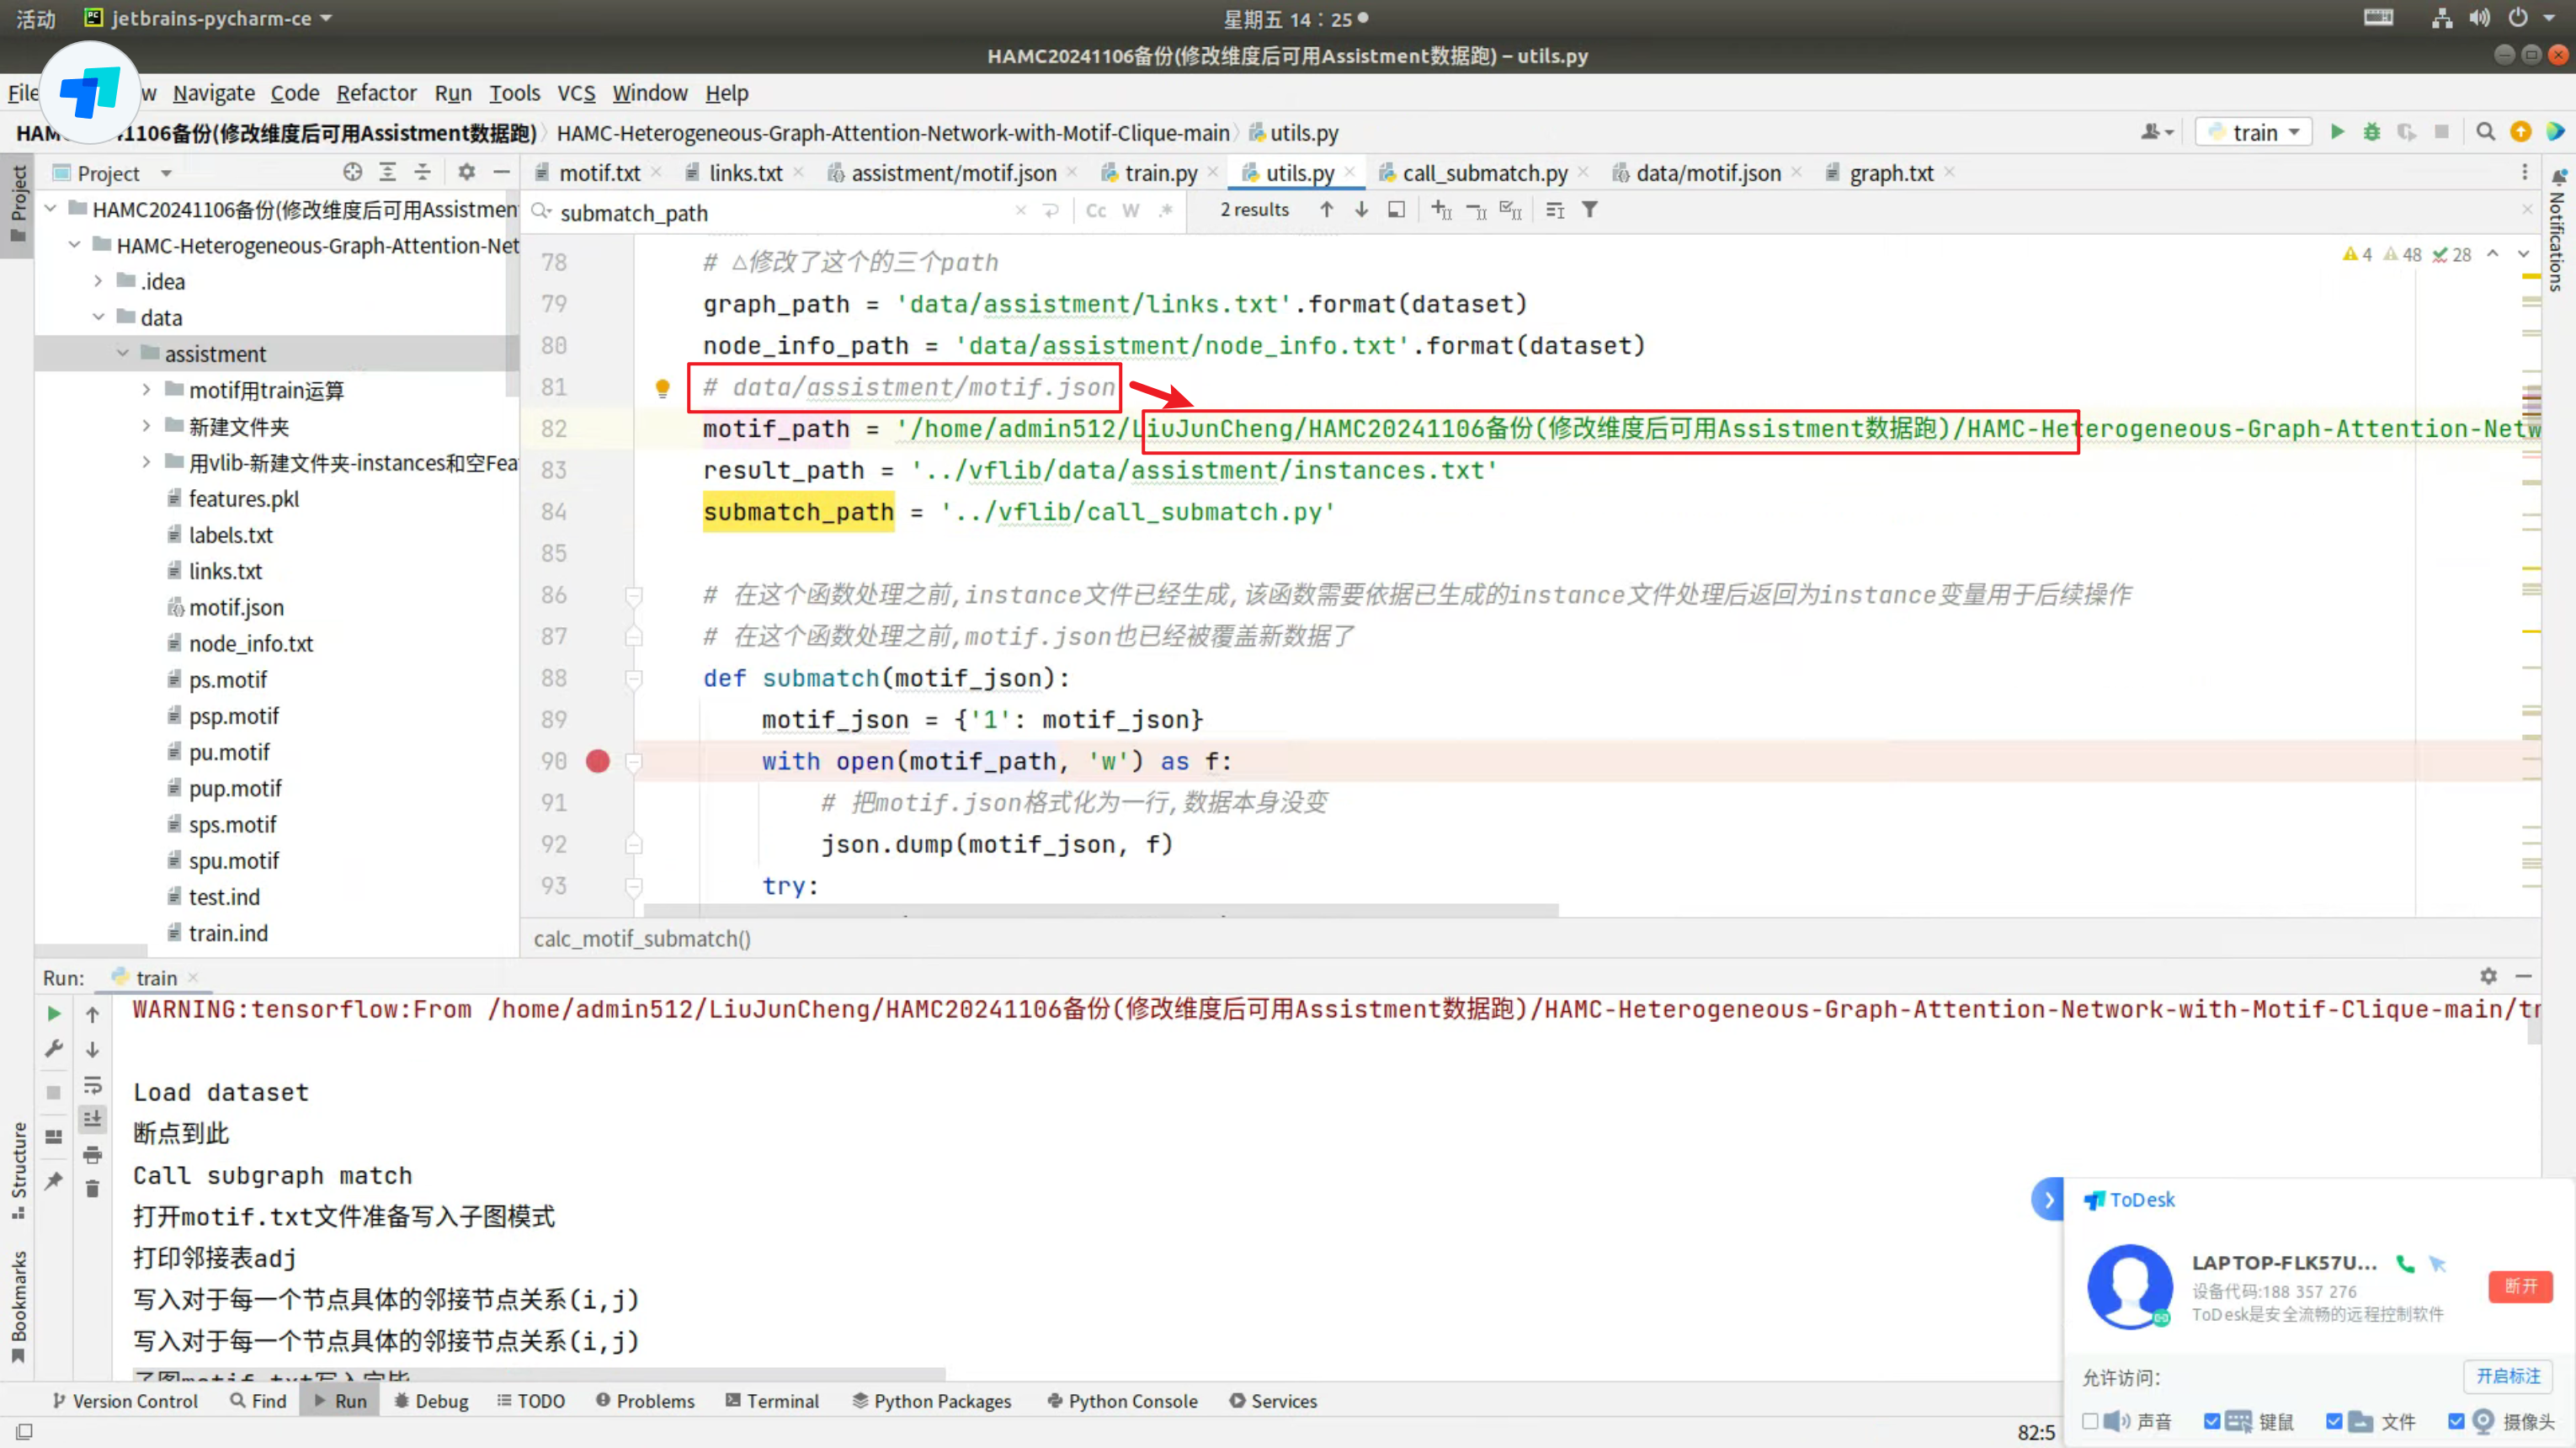 活动 jetbrains-pycharm-ce 星期五 14：25
HAMC20241106备份(修改维度后可用Assistment数据跑) – utils.py
File w Navigate Code Refactor Run Tools VCS Window Help
HAM 41106备份(修改维度后可用Assistment数据跑) HAMC-Heterogeneous-Graph-Attention-Network-with-Motif-Clique-main utils.py train
Project motif.txt links.txt assistment/motif.json train.py utils.py call_submatch.py data/motif.json graph.txt
submatch_path Cc W .* 2 results
Project
HAMC20241106备份(修改维度后可用Assistmen
HAMC-Heterogeneous-Graph-Attention-Net
.idea
data
assistment
motif用train运算
新建文件夹
用vlib-新建文件夹-instances和空Fea
features.pkl
labels.txt
links.txt
motif.json
node_info.txt
ps.motif
psp.motif
pu.motif
pup.motif
sps.motif
spu.motif
test.ind
train.ind
4 48 28
78 # △修改了这个的三个path
79 graph_path = 'data/assistment/links.txt'.format(dataset)
80 node_info_path = 'data/assistment/node_info.txt'.format(dataset)
81 # data/assistment/motif.json
82 motif_path = '/home/admin512/LiuJunCheng/HAMC20241106备份(修改维度后可用Assistment数据跑)/HAMC-Heterogeneous-Graph-Attention-Netw
83 result_path = '../vflib/data/assistment/instances.txt'
84 submatch_path = '../vflib/call_submatch.py'
85
86 # 在这个函数处理之前,instance文件已经生成,该函数需要依据已生成的instance文件处理后返回为instance变量用于后续操作
87 # 在这个函数处理之前,motif.json也已经被覆盖新数据了
88 def submatch(motif_json):
89 motif_json = {'1': motif_json}
90 with open(motif_path, 'w') as f:
91 # 把motif.json格式化为一行,数据本身没变
92 json.dump(motif_json, f)
93 try:
calc_motif_submatch()
Notifications
Structure
Bookmarks
Run: train
WARNING:tensorflow:From /home/admin512/LiuJunCheng/HAMC20241106备份(修改维度后可用Assistment数据跑)/HAMC-Heterogeneous-Graph-Attention-Network-with-Motif-Clique-main/tr
Load dataset
断点到此
Call subgraph match
打开motif.txt文件准备写入子图模式
打印邻接表adj
写入对于每一个节点具体的邻接节点关系(i,j)
写入对于每一个节点具体的邻接节点关系(i,j)
子图motif.txt写入完毕
Version Control Find Run Debug TODO Problems Terminal Python Packages Python Console Services
82:5
ToDesk
LAPTOP-FLK57U...
设备代码:188 357 276
ToDesk是安全流畅的远程控制软件
断开
允许访问：
开启标注
声音 键鼠 文件 摄像头